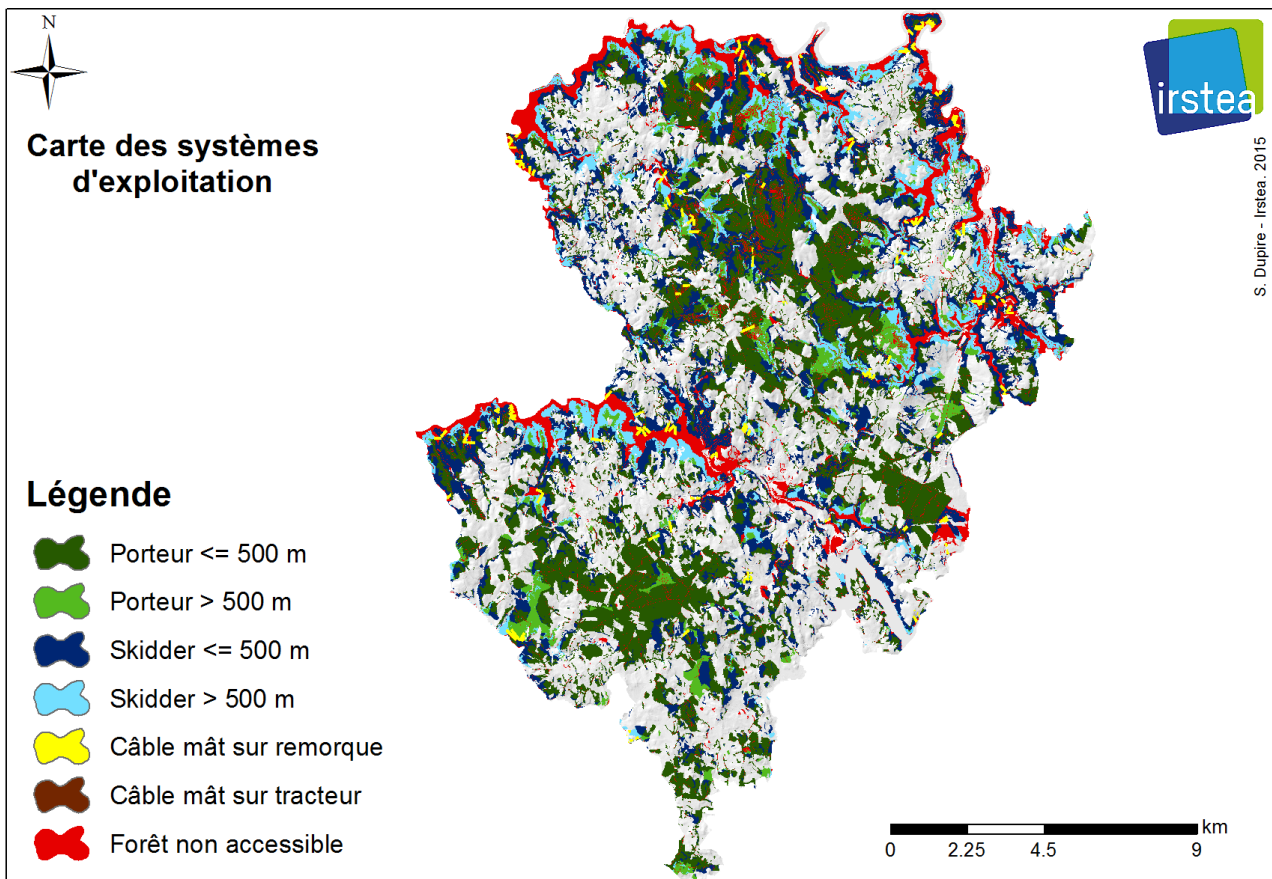 N
Carte des systèmes
d'exploitation
irstea
S. Dupire - Irstea. 2015
Légende
Porteur <= 500 m
Porteur > 500 m
Skidder <= 500 m
Skidder > 500 m
Câble mât sur remorque
Câble mât sur tracteur
Forêt non accessible
km
0 2.25 4.5 9